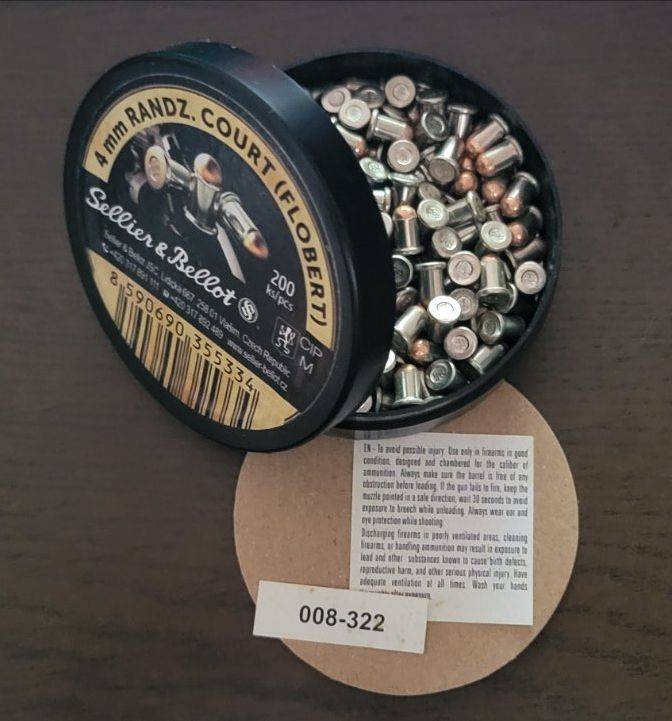 4 mm RANDZ. COURT (FLOBERT)
Sellier & Bellot
200
ks/pcs
Sellier & Bellot JSC, Lidická 667, 258 01 Vlašim, Czech Republic
+420 317 891 111 +420 317 892 489 www.sellier-bellot.cz
CIP
M
8 590690 355334
EN - To avoid possible injury: Use only in firearms in good
condition, designed and chambered for the caliber of
ammunition. Always make sure the barrel is free of any
obstruction before loading. If the gun fails to fire, keep the
muzzle pointed in a safe direction, wait 30 seconds to avoid
exposure to breech while unloading. Always wear ear and
eye protection while shooting.
Discharging firearms in poorly ventilated areas, cleaning
firearms, or handling ammunition may result in exposure to
lead and other substances known to cause birth defects,
reproductive harm, and other serious physical injury. Have
adequate ventilation at all times. Wash your hands
008-322